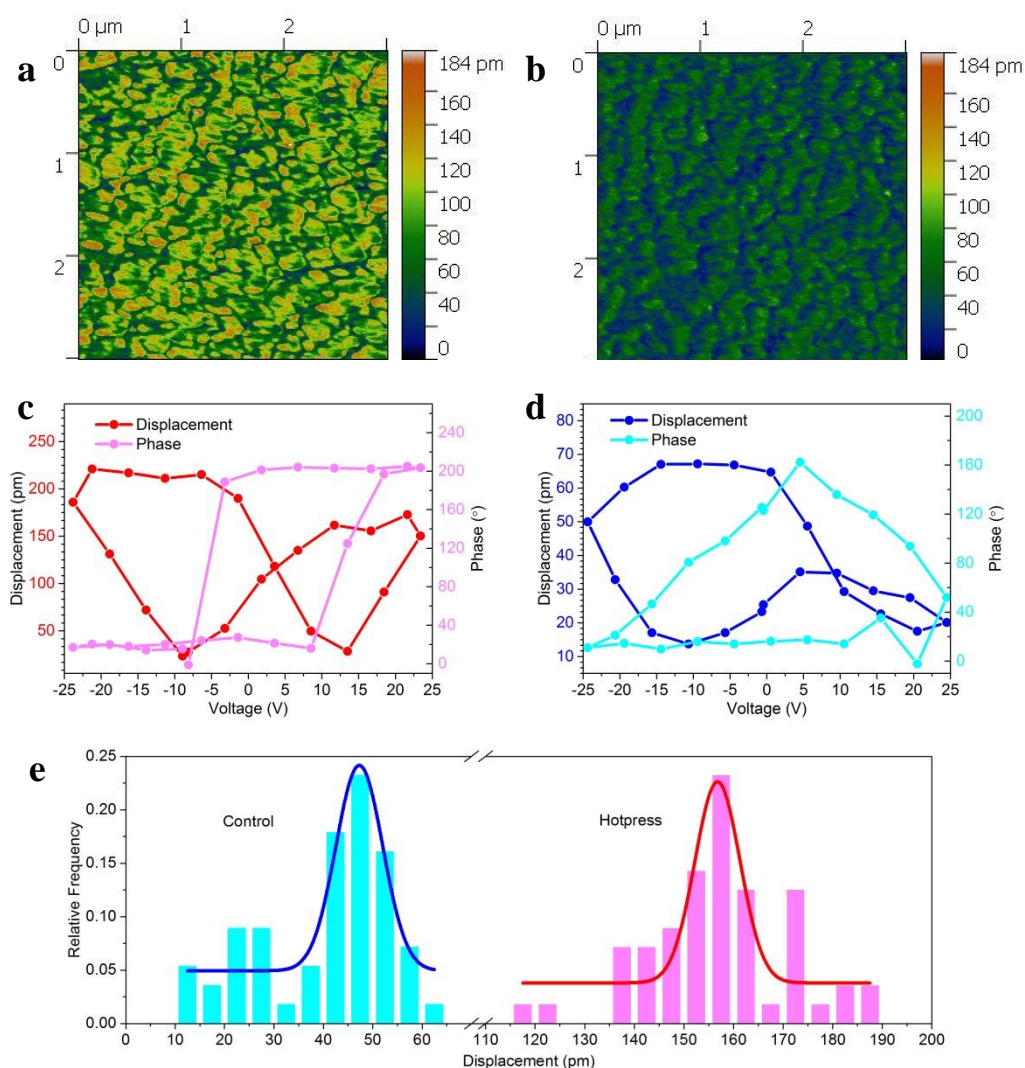 0 µm 1 2
a
0
1
2
184 pm
160
140
120
100
80
60
40
0
0 µm 1 2
b
0
1
2
184 pm
160
140
120
100
80
60
40
0
c
Displacement
Phase
250
200
150
100
50
Displacement (pm)
240
200
160
120
80
40
0
Phase (°)
-25 -20 -15 -10 -5 0 5 10 15 20 25
Voltage (V)
d
Displacement
Phase
80
70
60
50
40
30
20
10
Displacement (pm)
200
160
120
80
40
0
Phase (°)
-25 -20 -15 -10 -5 0 5 10 15 20 25
Voltage (V)
e
Control
Hotpress
0.25
0.20
0.15
0.10
0.05
0.00
Relative Frequency
0 10 20 30 40 50 60 110 120 130 140 150 160 170 180 190 200
Displacement (pm)